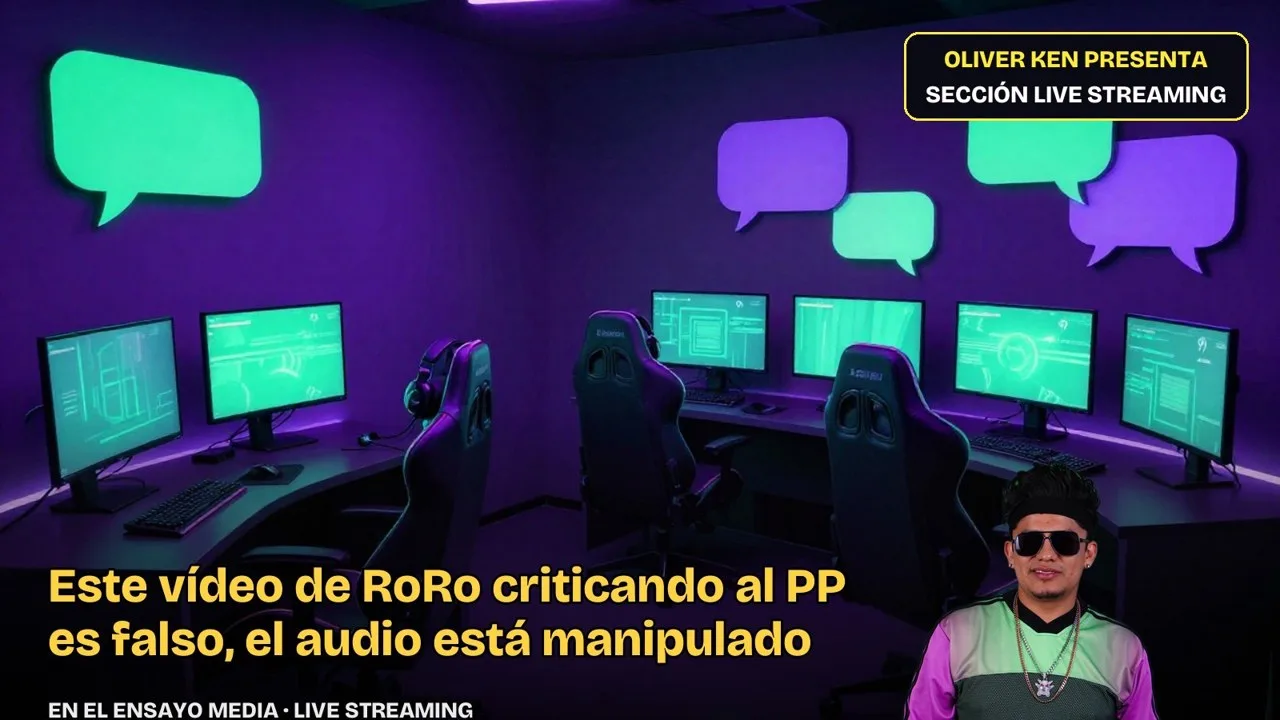 OLIVER KEN PRESENTA
SECCIÓN LIVE STREAMING
Este vídeo de RoRo criticando al PP
es falso, el audio está manipulado
EN EL ENSAYO MEDIA · LIVE STREAMING